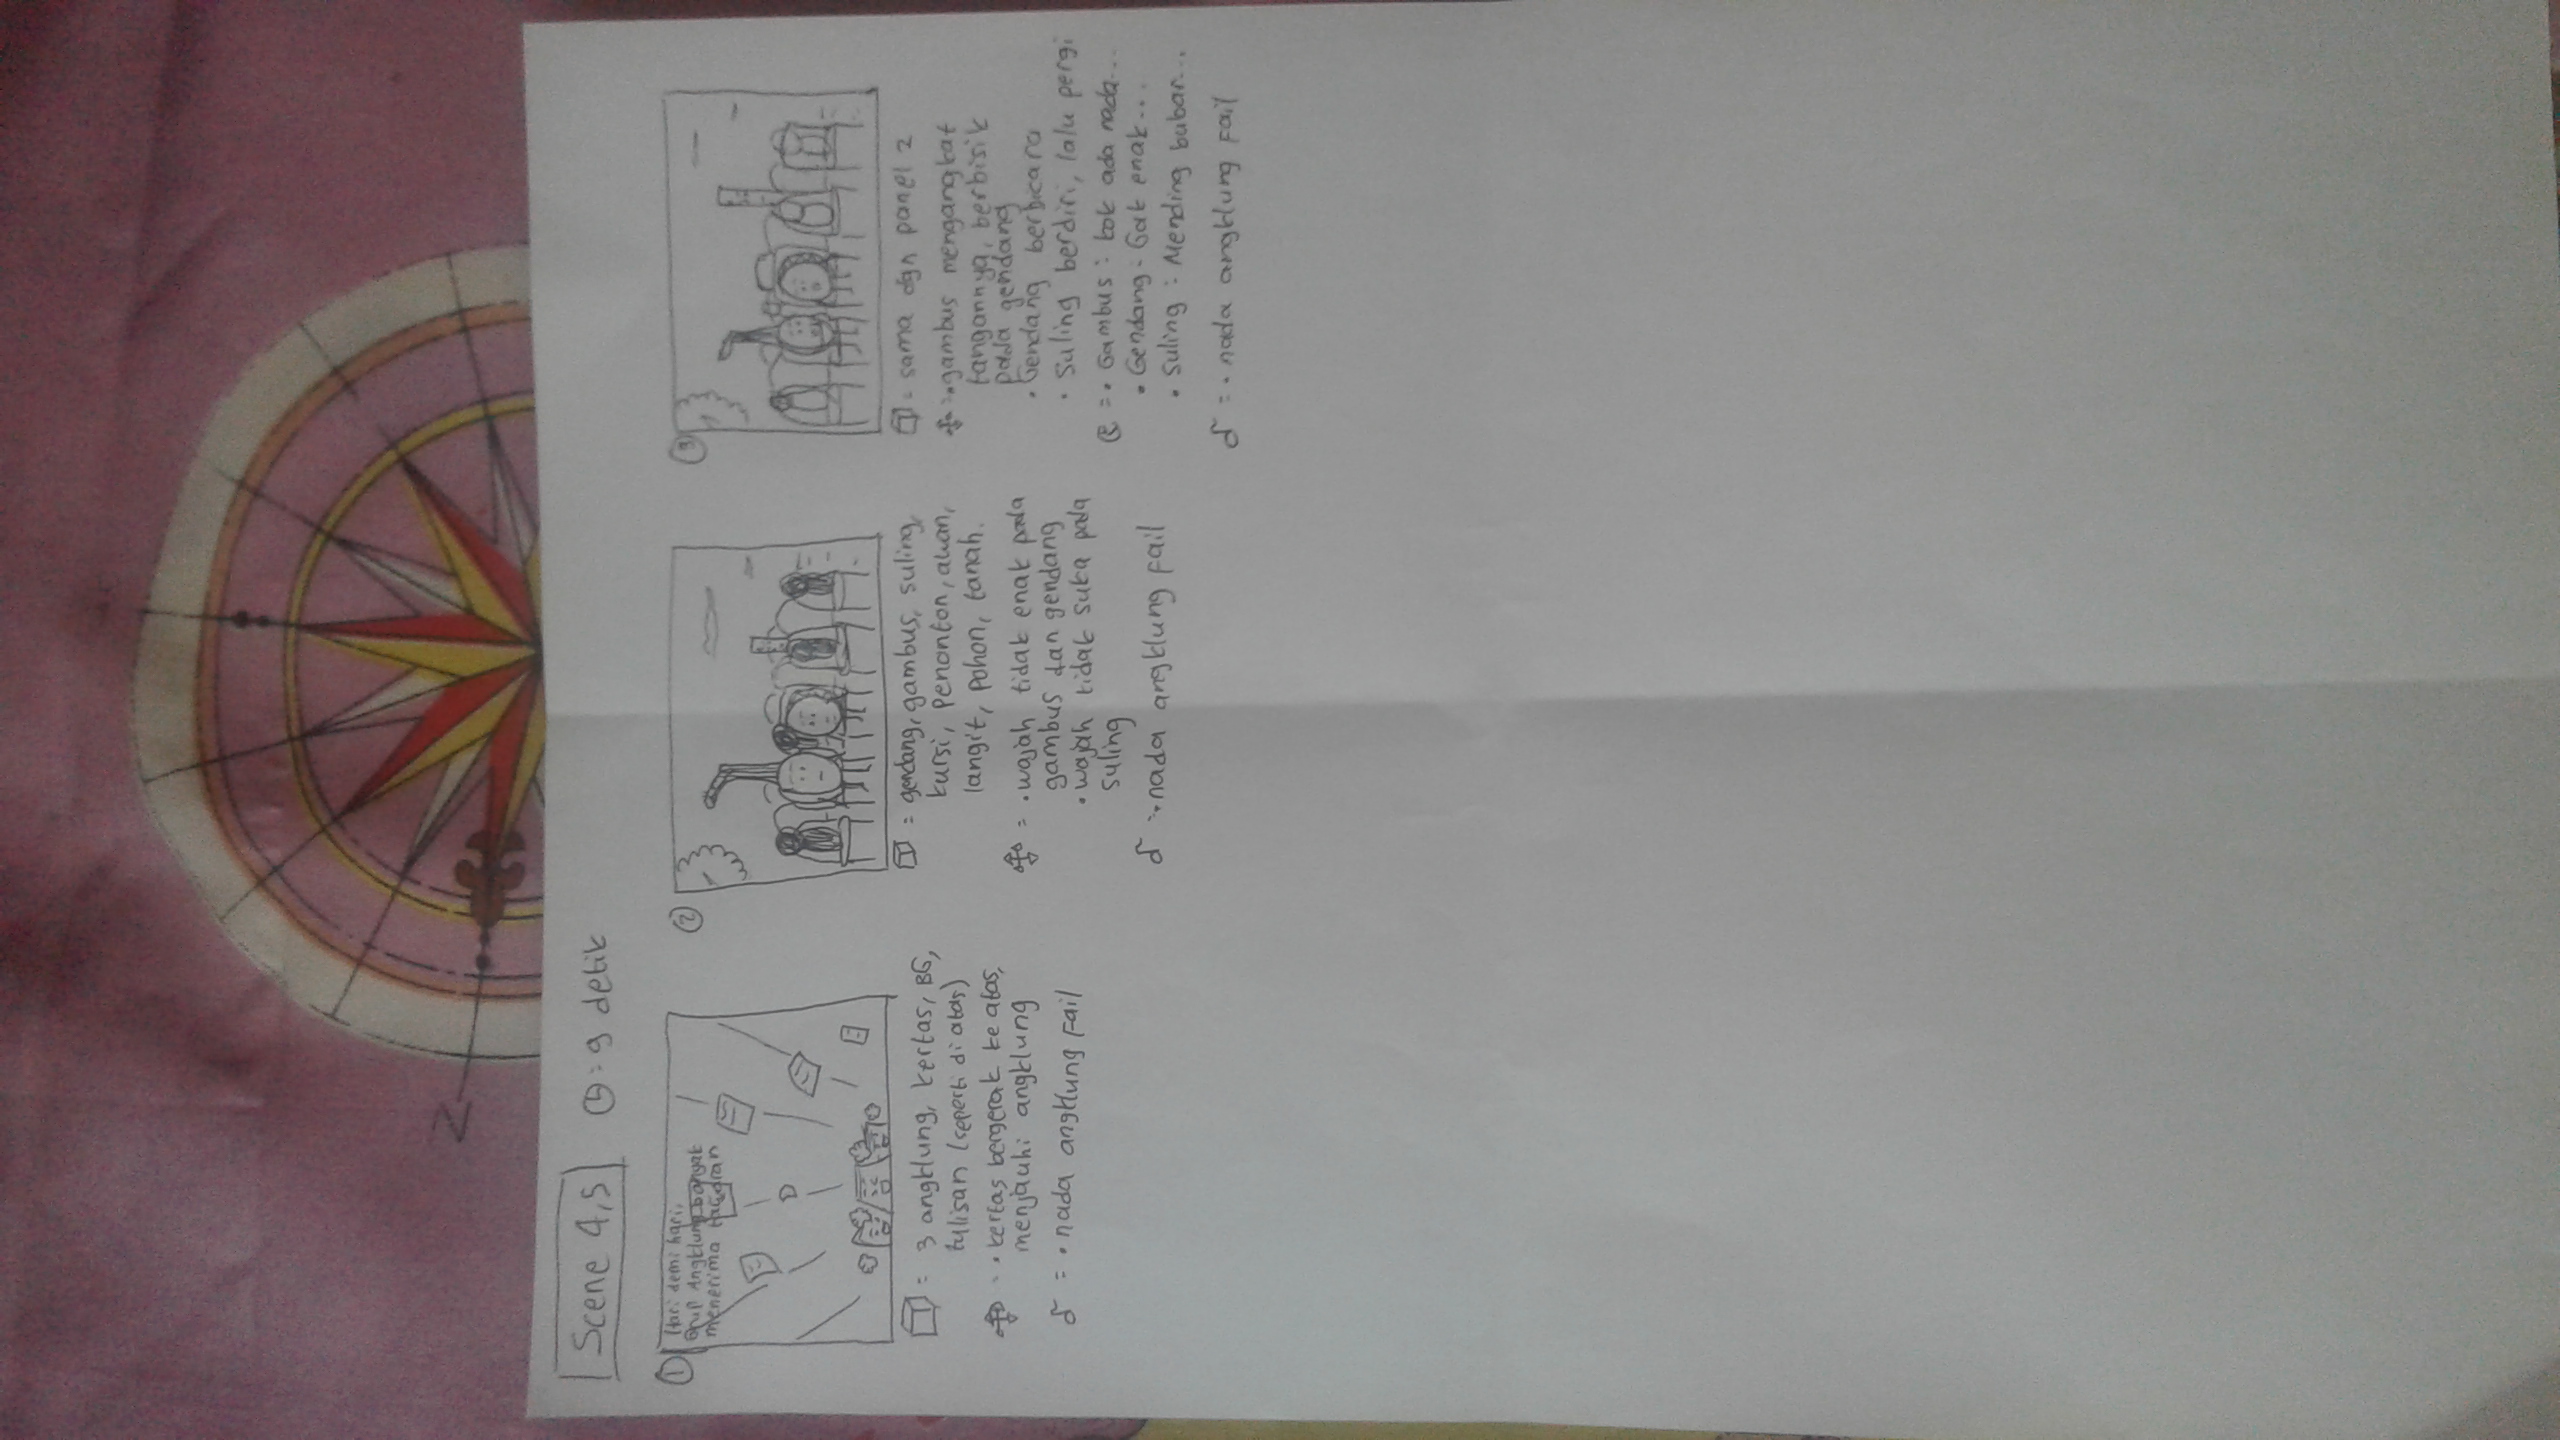 N
Scene 4,5
: 9 detik
1
Hari demi hari,
Grup Angklung banyak
menerima tawaran
= 3 angklung, kertas, BG,
tulisan (seperti di atas)
= • kertas bergerak ke atas,
menjauhi angklung
= • nada angklung Fail
2
= gendang, gambus, suling,
kursi, penonton, awan,
langit, pohon, tanah.
= • wajah tidak enak pada
gambus dan gendang
• wajah tidak suka pada
suling
= • nada angklung fail
3
= sama dgn panel 2
= • gambus mengangkat
tangannya, berbisik
pada gendang
• Gendang berbicara
• Suling berdiri, lalu pergi
= • Gambus : kok ada nada...
• Gendang : Gak enak...
• Suling : Mending bubar...
= • nada angklung Fail